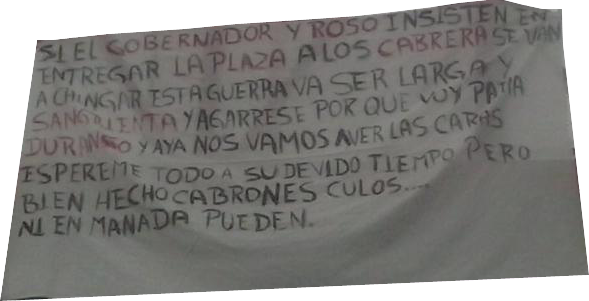 SI EL GOBERNADOR Y ROSO INSISTEN EN
ENTREGAR LA PLAZA A LOS CABRERA SE VAN
A CHINGAR ESTA GUERRA VA SER LARGA Y
SANGRIENTA Y AGARRESE POR QUE VOY PA TIA
DURANGO Y AYA NOS VAMOS AVER LAS CARAS
ESPEREME TODO A SU DEVIDO TIEMPO PERO
BIEN HECHO CABRONES CULOS....
NI EN MANADA PUEDEN.